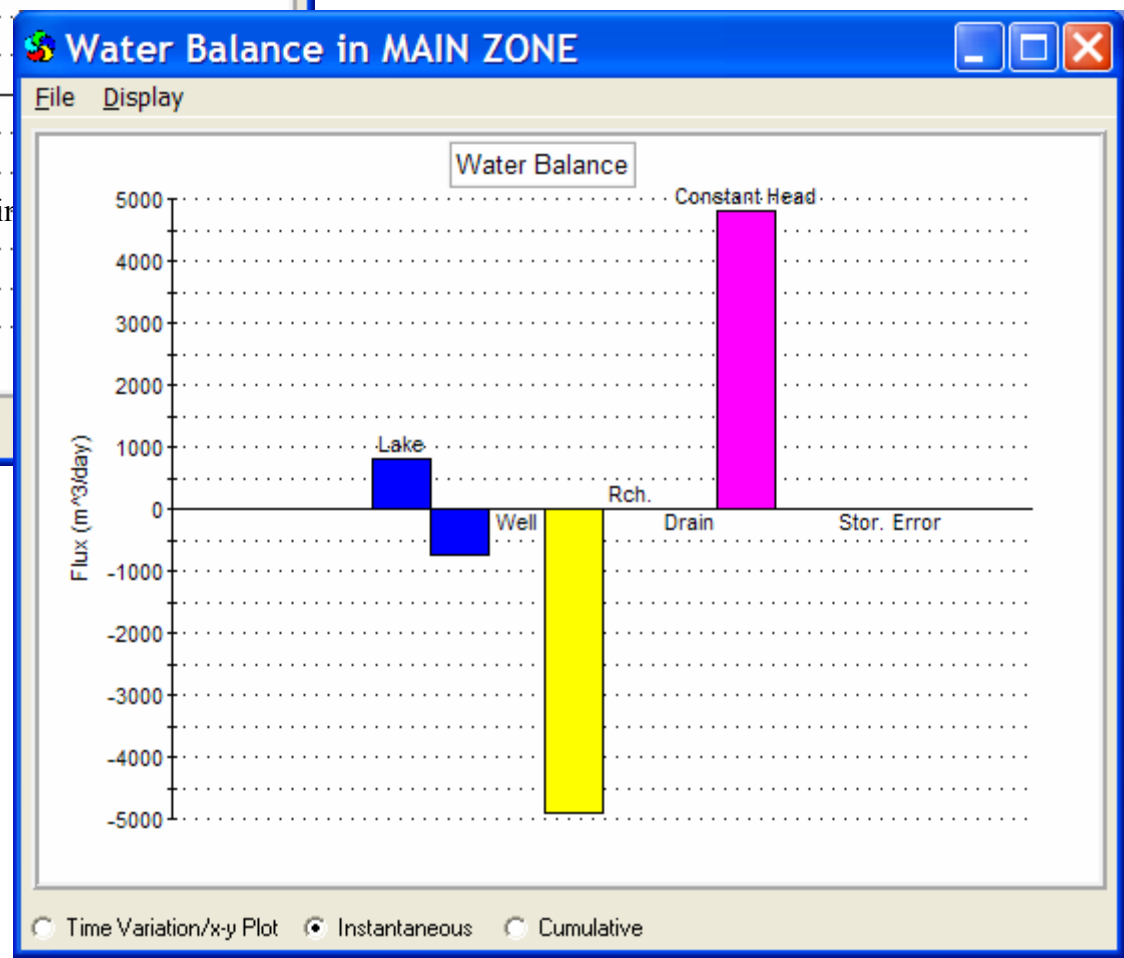 Water Balance in MAIN ZONE
File Display
Water Balance
5000
Constant Head
4000
3000
2000
1000
Lake
Rch.
0
Well
Drain
Stor. Error
-1000
-2000
-3000
-4000
-5000
Flux (m^3/day)
Time Variation/x-y Plot Instantaneous Cumulative